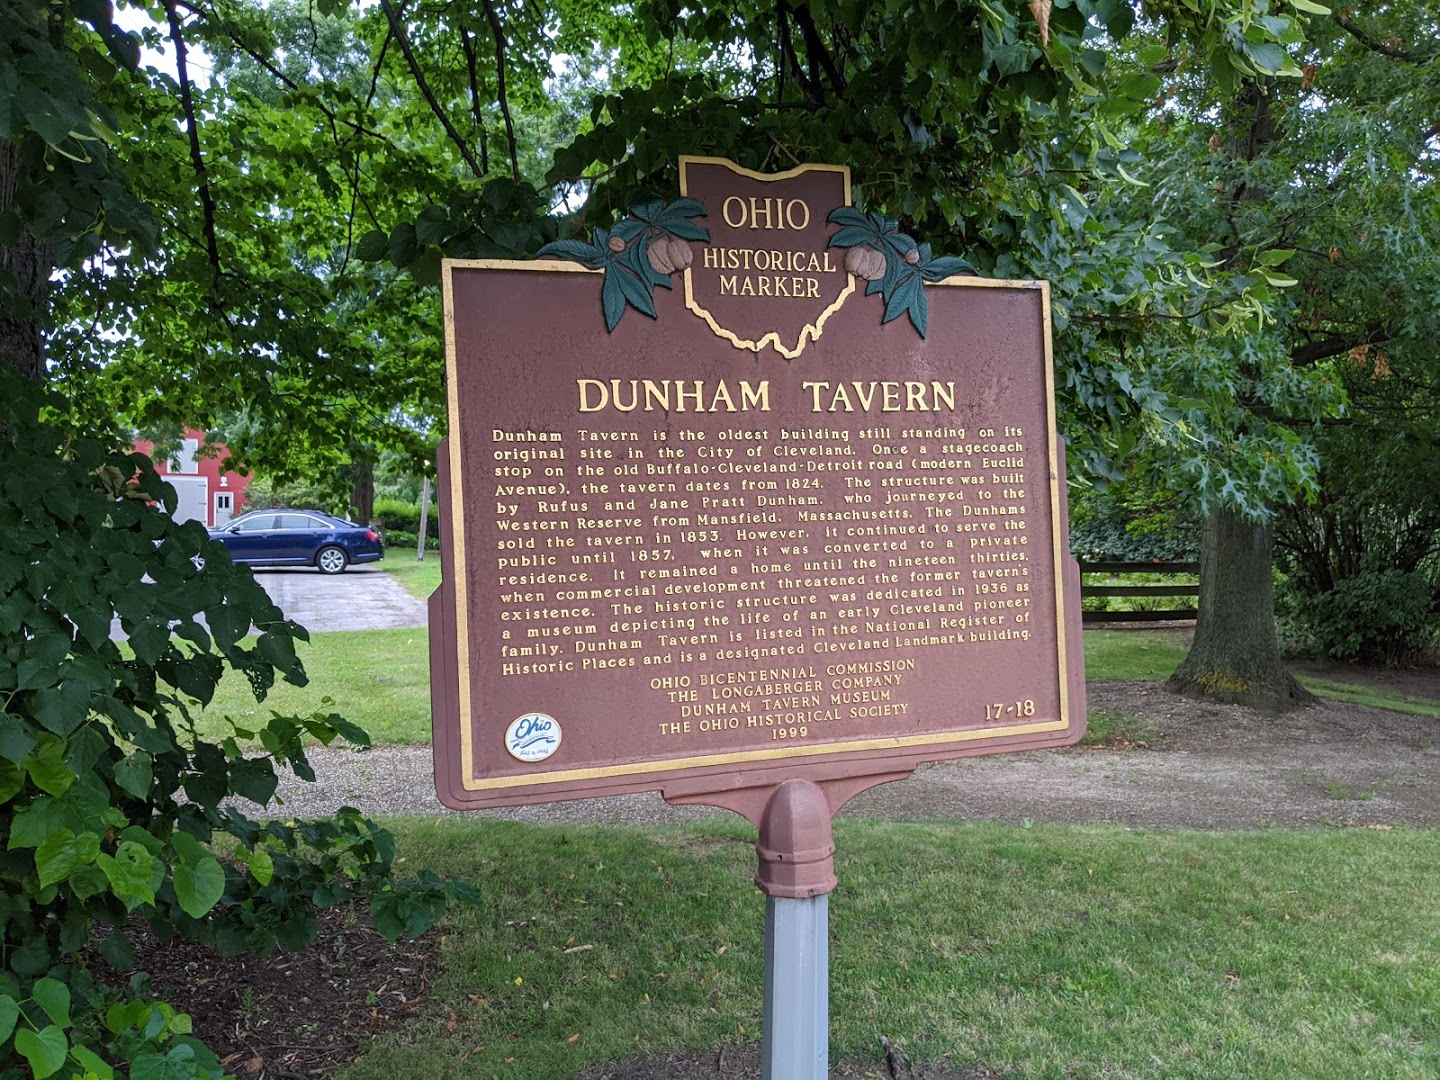 OHIO
HISTORICAL
MARKER
DUNHAM TAVERN
Dunham Tavern is the oldest building still standing on its
original site in the City of Cleveland. Once a stagecoach
stop on the old Buffalo-Cleveland-Detroit road (modern Euclid
Avenue), the tavern dates from 1824. The structure was built
by Rufus and Jane Pratt Dunham, who journeyed to the
Western Reserve from Mansfield, Massachusetts. The Dunhams
sold the tavern in 1853. However, it continued to serve the
public until 1857, when it was converted to a private
residence. It remained a home until the nineteen thirties,
when commercial development threatened the former tavern's
existence. The historic structure was dedicated in 1936 as
a museum depicting the life of an early Cleveland pioneer
family. Dunham Tavern is listed in the National Register of
Historic Places and is a designated Cleveland Landmark building.
OHIO BICENTENNIAL COMMISSION
THE LONGABERGER COMPANY
DUNHAM TAVERN MUSEUM
THE OHIO HISTORICAL SOCIETY
1999
17-18
Ohio